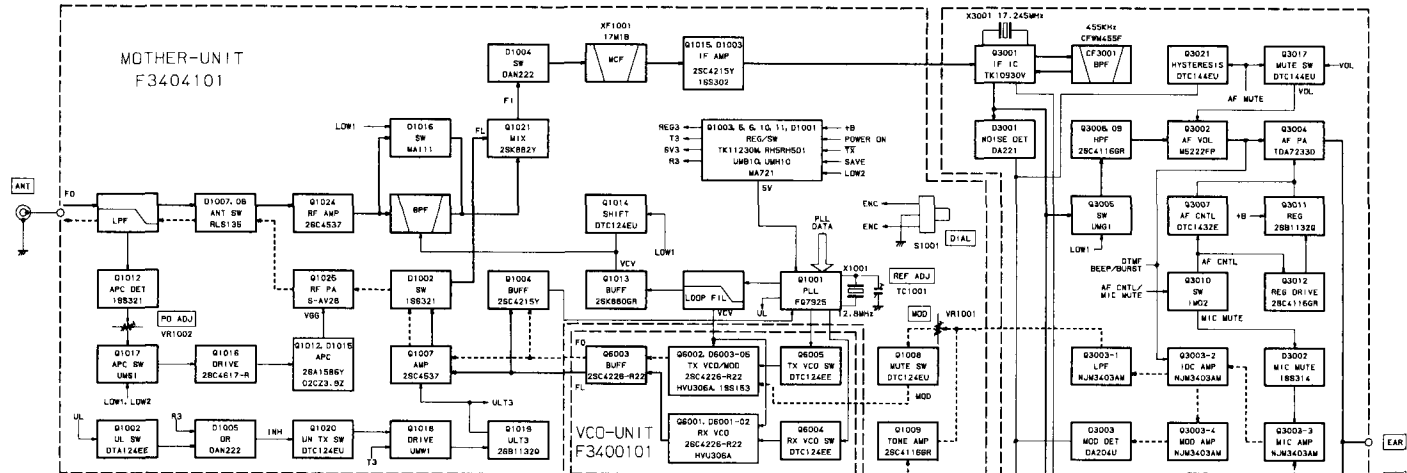 MOTHER-UNIT
F3404101
D1004
SW
DAN222
XF1001
17M1B
MCF
Q1015, D1003
IF AMP
2SC4215Y
1SS302
X3001 17.245MHz
Q3001
IF IC
TK10930V
455KHz
CFWM455F
CF3001
BPF
Q3021
HYSTERESIS
DTC144EU
Q3017
MUTE SW
DTC144EU
VOL
AF MUTE
VOL
F1
LOW1
D1016
SW
MA111
FL
Q1021
MIX
2SK882Y
REG3
T3
5V3
R3
REG/SW
TK11230M, RH5RH501
UMB10, UMH10
MA721
+B
POWER ON
TX
SAVE
LOW2
D3001
NOISE DET
DA221
Q3008, 09
HPF
2SC4116GR
Q3002
AF VOL
M5222FP
Q3004
AF PA
TDA7233D
ANT
FO
LPF
D1007, 06
ANT SW
RLS135
Q1024
RF AMP
2SC4537
BPF
Q1014
SHIFT
DTC124EU
LOW1
5V
PLL
DATA
ENC
ENC
S1001
DIAL
Q3005
SW
UMG1
LOW1
Q3007
AF CNTL
DTC1432E
+B
Q3011
REG
2SB1132Q
Q1012
APC DET
1SS321
Q1025
RF PA
S-AV28
D1002
SW
1SS321
Q1004
BUFF
2SC4215Y
VCV
Q1013
BUFF
2SK880GR
LOOP FIL
VCV
Q1001
PLL
FQ7925
UL
X1001
12.8MHz
REF ADJ
TC1001
DTMF
BEEP/BURST
AF CNTL
AF CNTL/
MIC MUTE
Q3010
SW
IMD2
MIC MUTE
Q3012
REG DRIVE
2SC4116GR
PO ADJ
VR1002
VGG
MOD
VR1001
Q1017
APC SW
UMS1
LOW1, LOW2
Q1016
DRIVE
2SC4617-R
Q1012, D1015
APC
2SA1586Y
02CZ3.9Z
Q1007
AMP
2SC4537
FO
FL
Q6003
BUFF
2SC4226-R22
Q6002, D6003-05
TX VCO/MOD
2SC4226-R22
HVU306A, 1SS153
Q6005
TX VCO SW
DTC124EE
Q1008
MUTE SW
DTC124EU
MOD
Q3003-1
LPF
NJM3403AM
Q3003-2
IDC AMP
NJM3403AM
D3002
MIC MUTE
1SS314
ULT3
UL
Q1002
UL SW
DTA124EE
R3
D1005
OR
DAN222
INH
Q1020
UN TX SW
DTC124EU
T3
Q1018
DRIVE
UMW1
Q1019
ULT3
2SB1132Q
VCO-UNIT
F3400101
Q6001, D6001-02
RX VCO
2SC4226-R22
HVU306A
Q6004
RX VCO SW
DTC124EE
Q1009
TONE AMP
2SC4116GR
D3003
MOD DET
DA204U
Q3003-4
MOD AMP
NJM3403AM
Q3003-3
MIC AMP
NJM3403AM
EAR